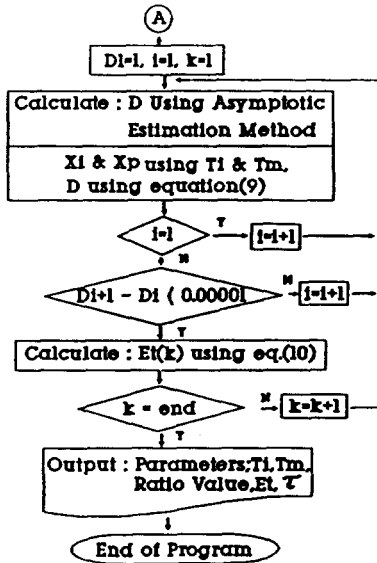 A
Di=1, i=1, k=1
Calculate : D Using Asymptotic
Estimation Method
Xi & Xp using Ti & Tm,
D using equation(9)
i=1
T
i=i+1
N
Di+1 - Di ( 0.00001
N
i=i+1
T
Calculate : Et(k) using eq.(10)
k = end
N
k=k+1
T
Output : Parameters;Ti,Tm,
Ratio Value,Et, τ
End of Program